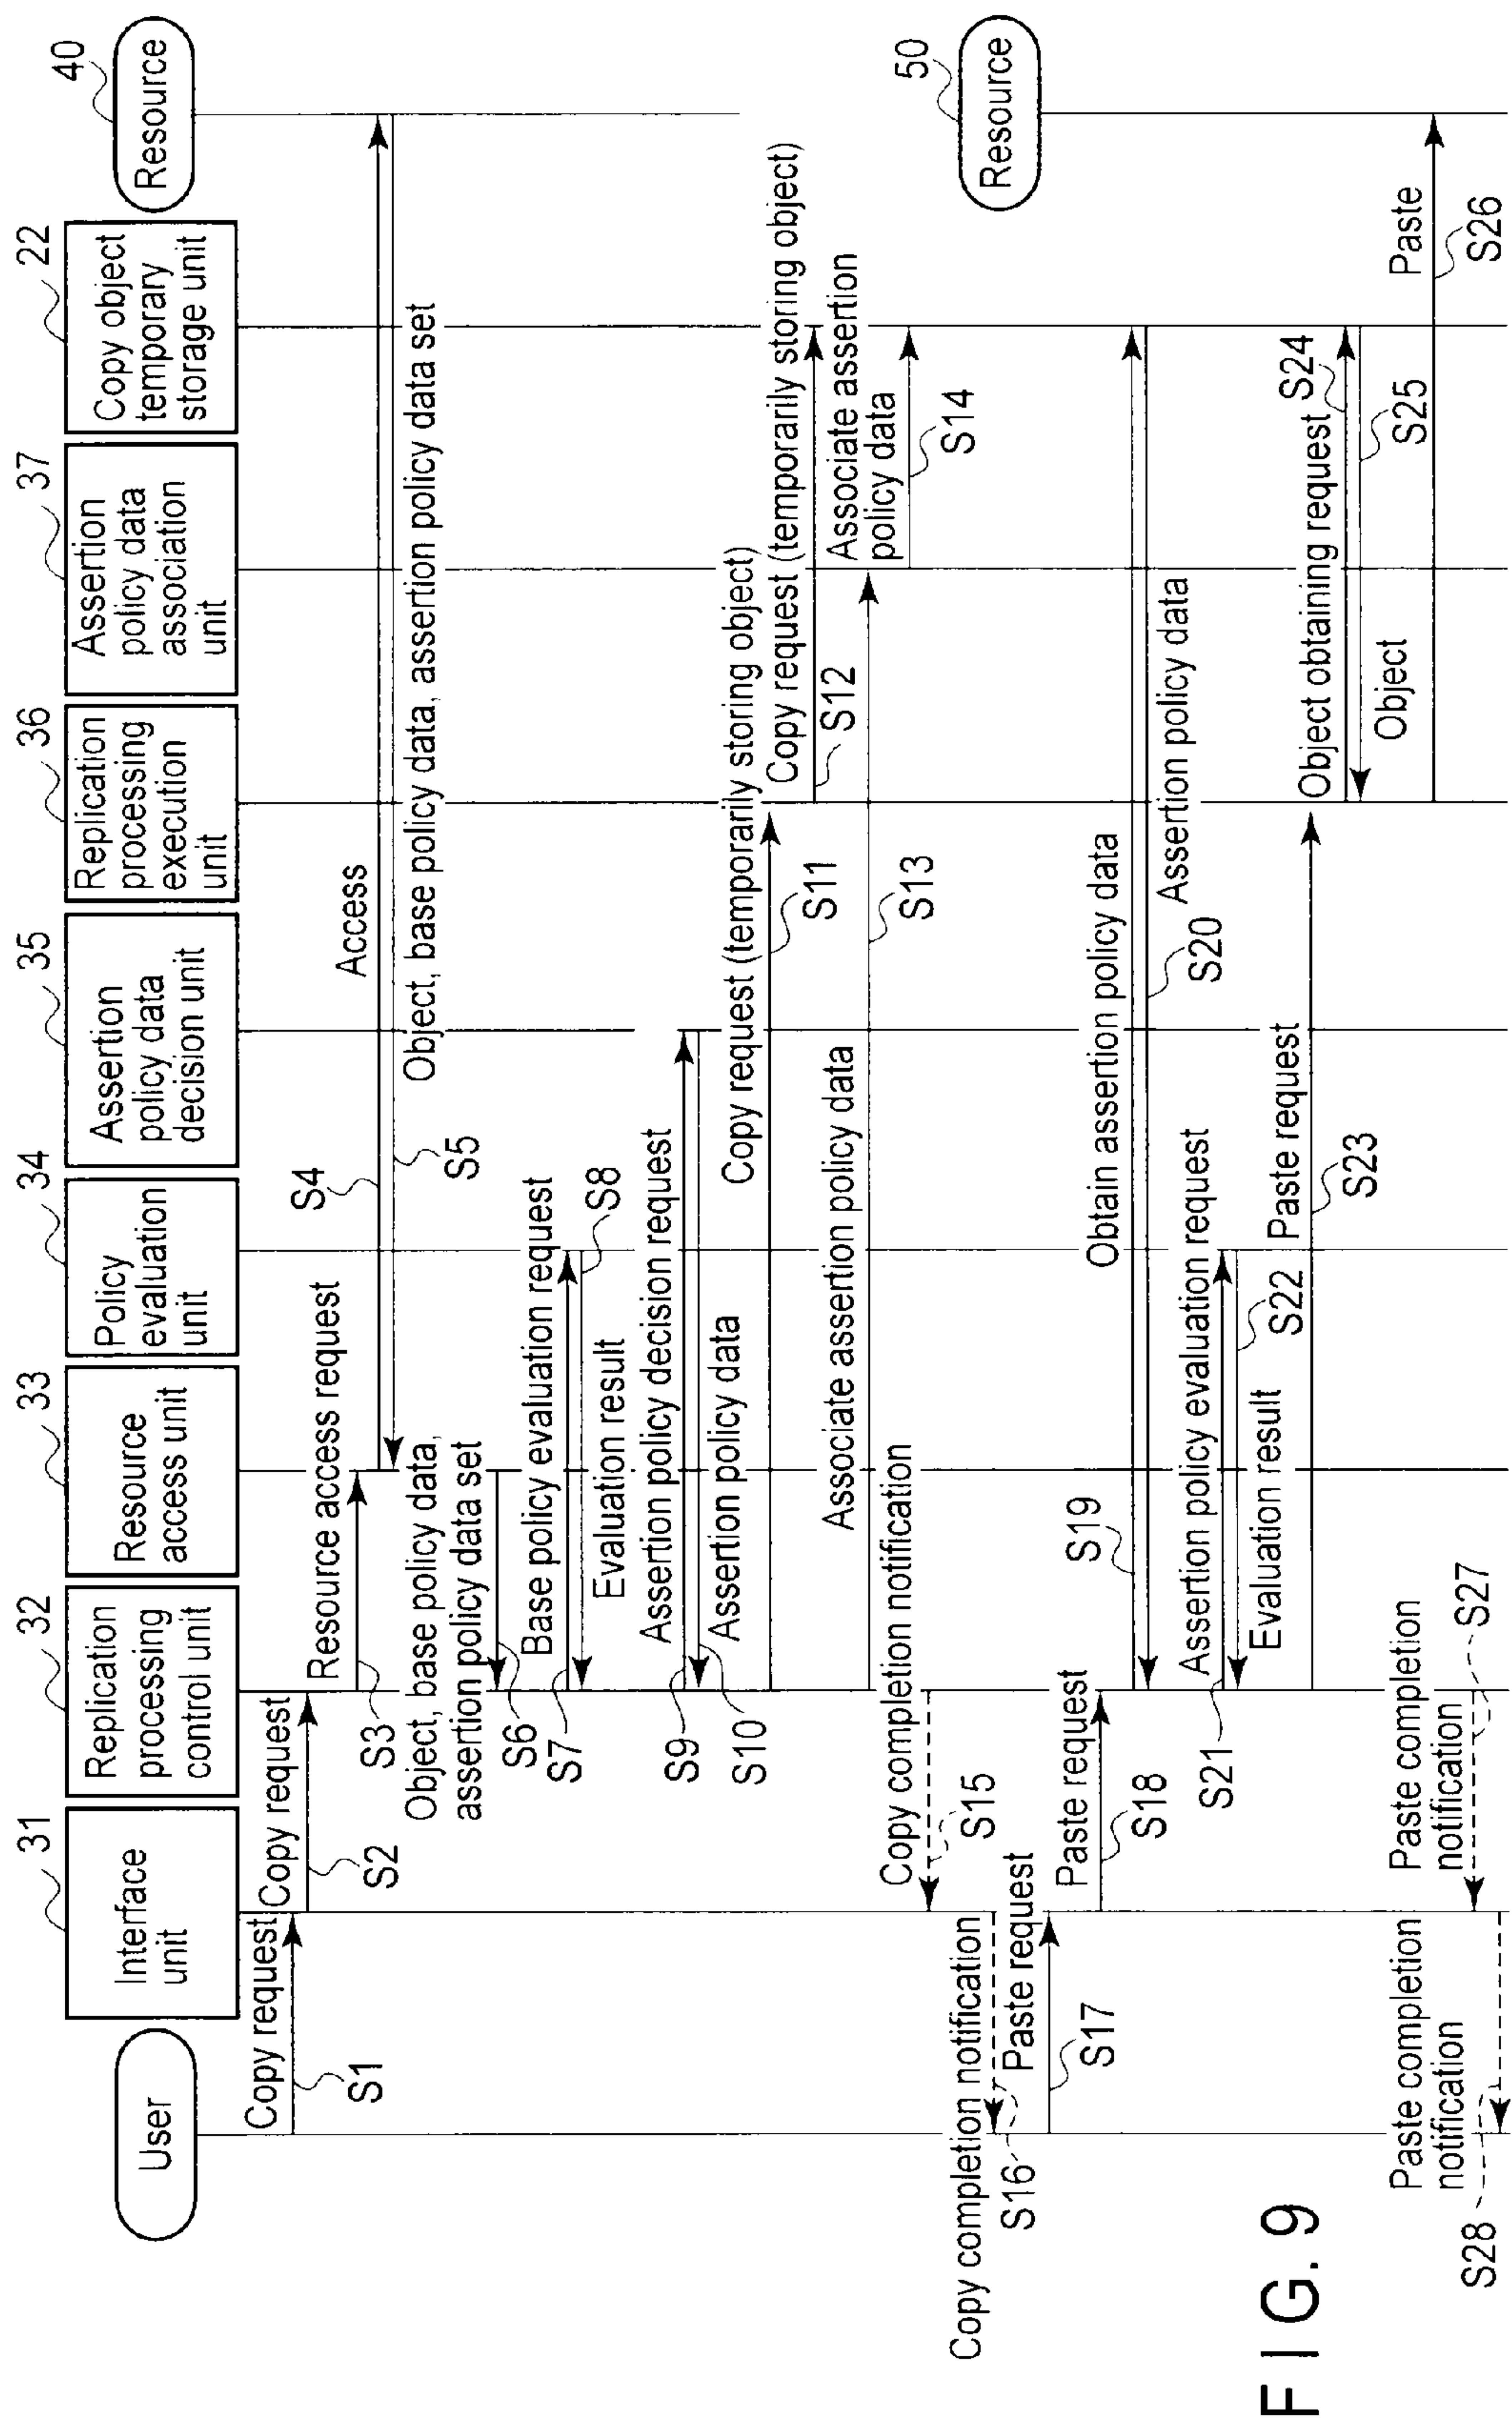 User
31
Interface
unit
32
Replication
processing
control unit
33
Resource
access unit
34
Policy
evaluation
unit
35
Assertion
policy data
decision unit
36
Replication
processing
execution
unit
37
Assertion
policy data
association
unit
22
Copy object
temporary
storage unit
40
Resource
Copy request
S1
Copy request
S2
Resource access request
S3
Access
S4
Object, base policy data, assertion policy data set
S5
Object, base policy data,
assertion policy data set
S6
Base policy evaluation request
S7
S8
Evaluation result
Assertion policy decision request
S9
Assertion policy data
S10
Copy request (temporarily storing object)
S11
Copy request (temporarily storing object)
S12
Associate assertion policy data
S13
Associate assertion
policy data
S14
Copy completion notification
S15
Copy completion notification
S16
50
Resource
Paste request
S17
Paste request
S18
Obtain assertion policy data
S19
Assertion policy data
S20
Assertion policy evaluation request
S21
Evaluation result
S22
Paste request
S23
Object obtaining request
S24
Object
S25
Paste
S26
Paste completion
notification
S27
Paste completion
notification
S28
FIG. 9